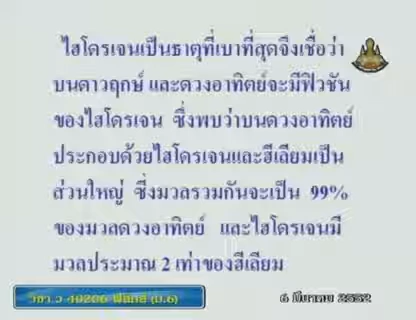 ไฮโดรเจนเป็นธาตุที่เบาที่สุดจึงเชื่อว่า
บนดาวฤกษ์ และดวงอาทิตย์จะมีฟิวชัน
ของไฮโดรเจน ซึ่งพบว่าบนดวงอาทิตย์
ประกอบด้วยไฮโดรเจนและฮีเลียมเป็น
ส่วนใหญ่ ซึ่งมวลรวมกันจะเป็น 99%
ของมวลดวงอาทิตย์ และไฮโดรเจนมี
มวลประมาณ 2 เท่าของฮีเลียม
วิชา ว 40206 ฟิสิกส์ (ม.6)
6 มีนาคม 2552